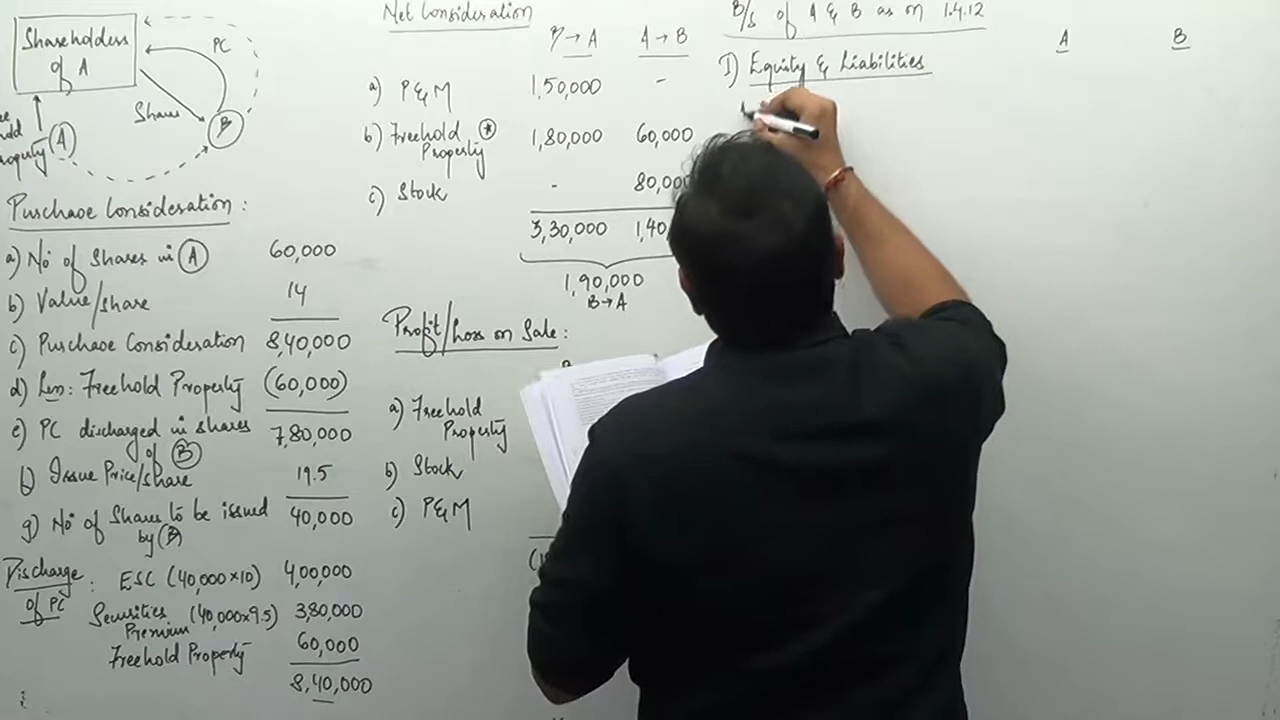 Shareholders
of A
PC
Shares
B
Property (A)
Purchase Consideration :
a) No of Shares in (A) 60,000
b) Value/share 14
c) Purchase Consideration 8,40,000
d) Less: Freehold Property (60,000)
e) PC discharged in shares of (B) 7,80,000
f) Issue Price/share 19.5
g) No of Shares to be issued by (B) 40,000
Discharge of PC :
ESC (40,000×10) 4,00,000
Securities Premium (40,000×9.5) 3,80,000
Freehold Property 60,000
8,40,000
Net Consideration
B→A A→B
a) P&M 1,50,000 -
b) Freehold Property * 1,80,000 60,000
c) Stock - 80,000
3,30,000 1,40,
1,90,000
B→A
Profit/Loss on Sale :
a) Freehold Property
b) Stock
c) P&M
B/S of A & B as on 1.4.12
A B
I) Equity & Liabilities